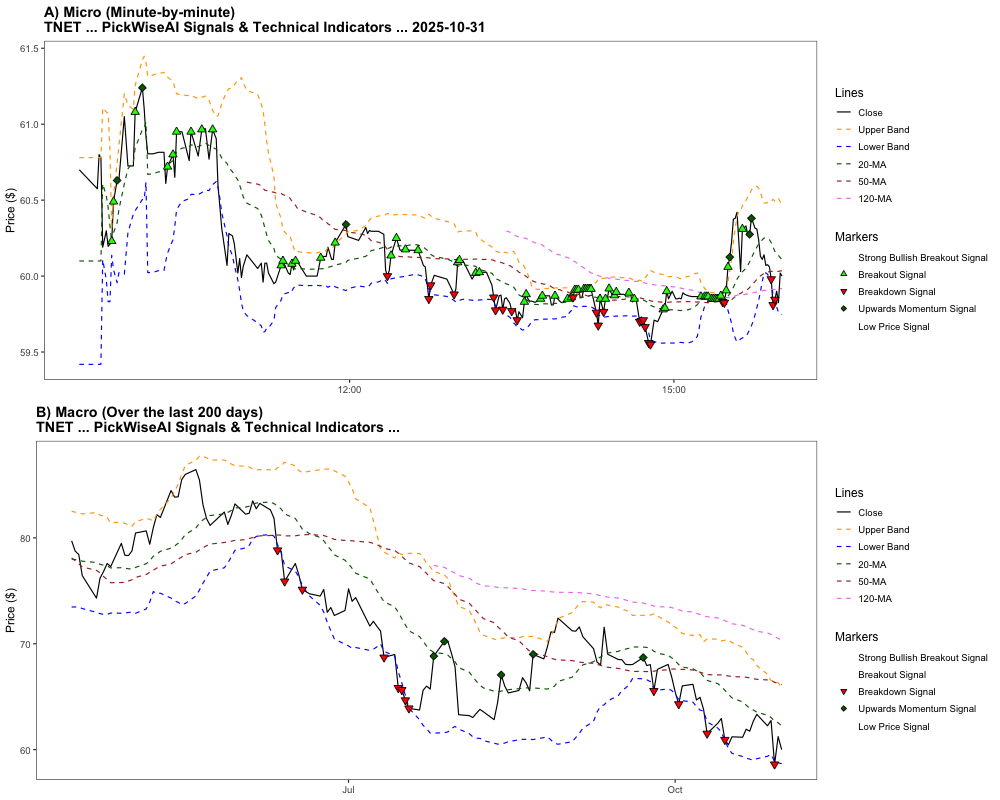 A) Micro (Minute-by-minute)
TNET ... PickWiseAI Signals & Technical Indicators ... 2025-10-31
61.5
61.0
60.5
60.0
59.5
Price ($)
12:00
15:00
Lines
Close
Upper Band
Lower Band
20-MA
50-MA
120-MA
Markers
Strong Bullish Breakout Signal
Breakout Signal
Breakdown Signal
Upwards Momentum Signal
Low Price Signal
B) Macro (Over the last 200 days)
TNET ... PickWiseAI Signals & Technical Indicators ...
80
70
60
Price ($)
Jul
Oct
Lines
Close
Upper Band
Lower Band
20-MA
50-MA
120-MA
Markers
Strong Bullish Breakout Signal
Breakout Signal
Breakdown Signal
Upwards Momentum Signal
Low Price Signal